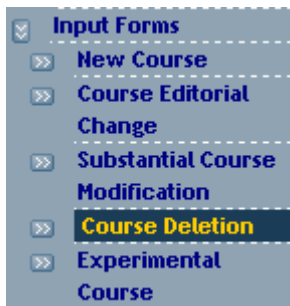 Input Forms
New Course
Course Editorial
Change
Substantial Course
Modification
Course Deletion
Experimental
Course